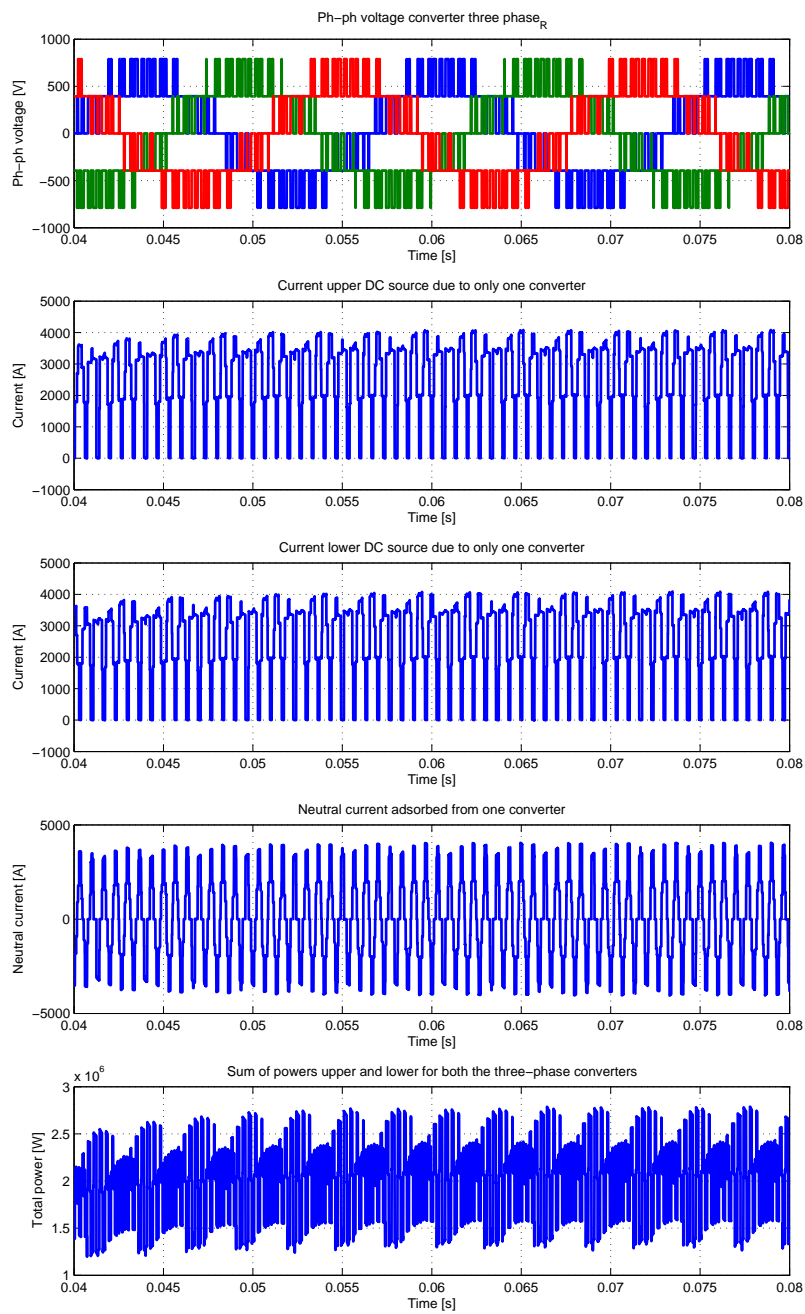 Ph−ph voltage converter three phase_R
1000
500
0
−500
−1000
Ph−ph voltage [V]
0.04 0.045 0.05 0.055 0.06 0.065 0.07 0.075 0.08
Time [s]
Current upper DC source due to only one converter
5000
4000
3000
2000
1000
0
−1000
Current [A]
0.04 0.045 0.05 0.055 0.06 0.065 0.07 0.075 0.08
Time [s]
Current lower DC source due to only one converter
5000
4000
3000
2000
1000
0
−1000
Current [A]
0.04 0.045 0.05 0.055 0.06 0.065 0.07 0.075 0.08
Time [s]
Neutral current adsorbed from one converter
5000
0
−5000
Neutral current [A]
0.04 0.045 0.05 0.055 0.06 0.065 0.07 0.075 0.08
Time [s]
Sum of powers upper and lower for both the three−phase converters
x 10^6
3
2.5
2
1.5
1
Total power [W]
0.04 0.045 0.05 0.055 0.06 0.065 0.07 0.075 0.08
Time [s]